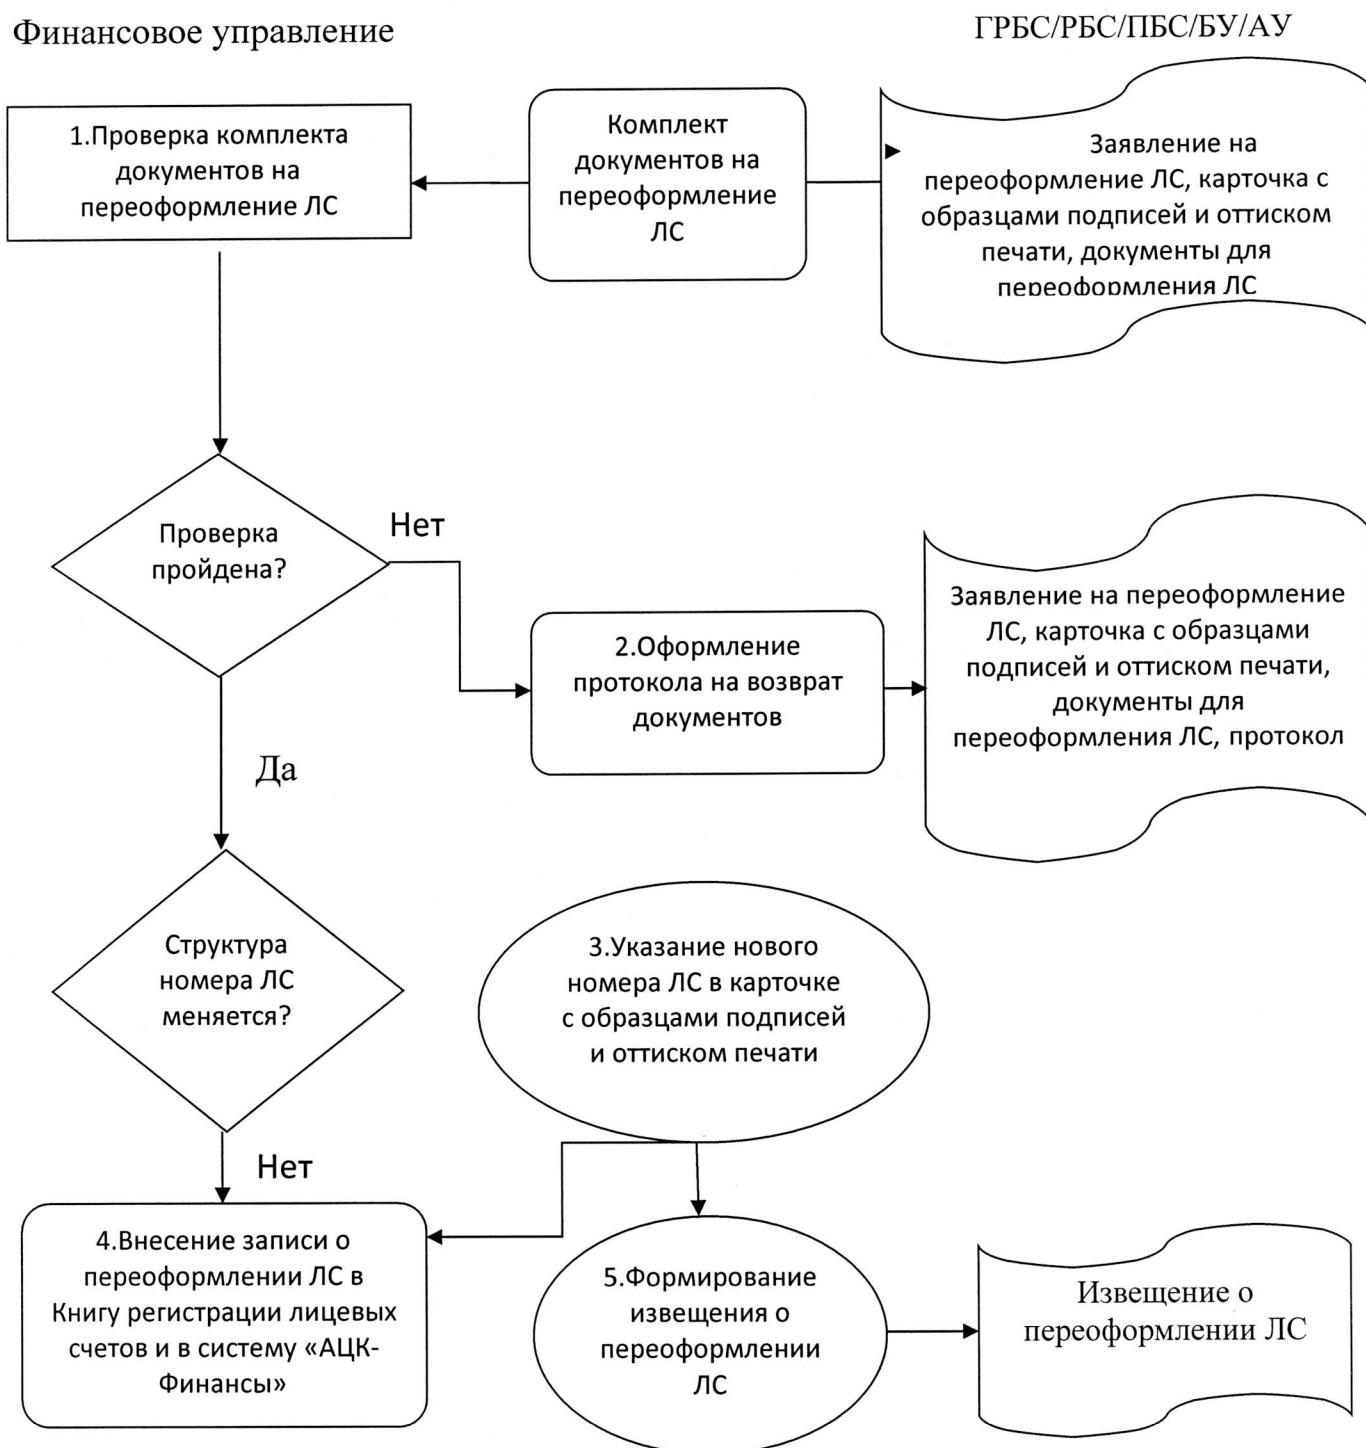 Финансовое управление
ГРБС/РБС/ПБС/БУ/АУ
1.Проверка комплекта
документов на
переоформление ЛС
Комплект
документов на
переоформление
ЛС
Заявление на
переоформление ЛС, карточка с
образцами подписей и оттиском
печати, документы для
переоформления ЛС
Проверка
пройдена?
Нет
2.Оформление
протокола на возврат
документов
Заявление на переоформление
ЛС, карточка с образцами
подписей и оттиском печати,
документы для
переоформления ЛС, протокол
Да
Структура
номера ЛС
меняется?
3.Указание нового
номера ЛС в карточке
с образцами подписей
и оттиском печати
Нет
4.Внесение записи о
переоформлении ЛС в
Книгу регистрации лицевых
счетов и в систему «АЦК-
Финансы»
5.Формирование
извещения о
переоформлении
ЛС
Извещение о
переоформлении ЛС